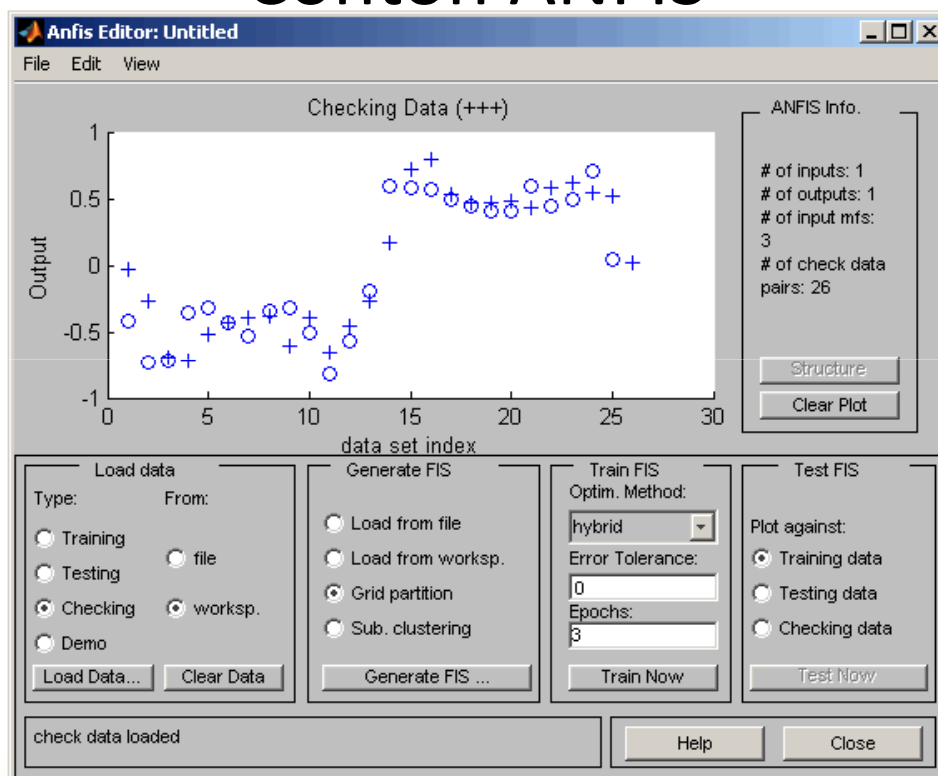 Contoh ANFIS
Anfis Editor: Untitled
File Edit View
Checking Data (+++)
1
0.5
0
-0.5
-1
Output
0 5 10 15 20 25 30
data set index
ANFIS Info.
# of inputs: 1
# of outputs: 1
# of input mfs:
3
# of check data
pairs: 26
Structure
Clear Plot
Load data
Type: From:
Training
Testing
Checking
Demo
file
worksp.
Load Data... Clear Data
Generate FIS
Load from file
Load from worksp.
Grid partition
Sub. clustering
Generate FIS ...
Train FIS
Optim. Method:
hybrid
Error Tolerance:
0
Epochs:
3
Train Now
Test FIS
Plot against:
Training data
Testing data
Checking data
Test Now
check data loaded
Help Close